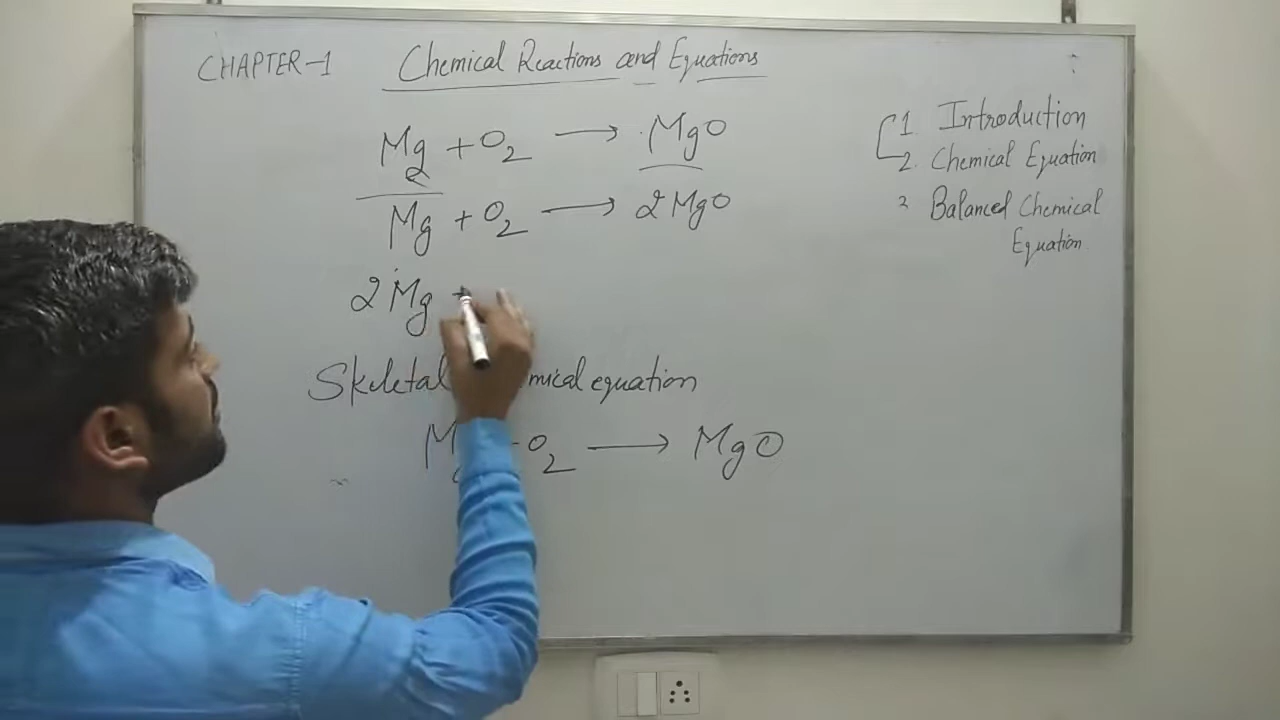 CHAPTER-1 Chemical Reactions and Equations
Mg + O2 → MgO
2
Mg + O2 → 2MgO
2Mg +
Skeletal mical equation
M O2 → MgO
1. Introduction
2. Chemical Equation
3 Balanced Chemical
Equation